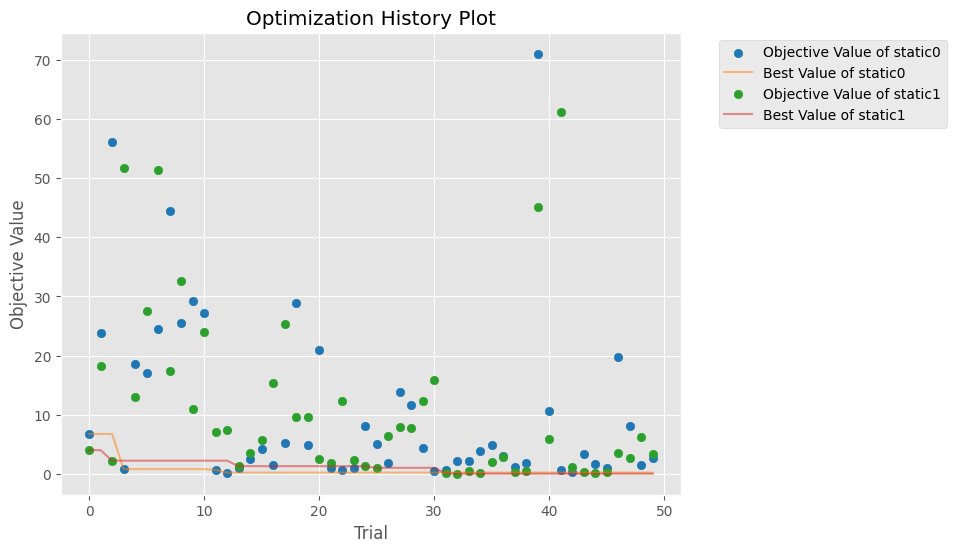 Optimization History Plot
Objective Value of static0
Best Value of static0
Objective Value of static1
Best Value of static1
Objective Value
70
60
50
40
30
20
10
0
0 10 20 30 40 50
Trial